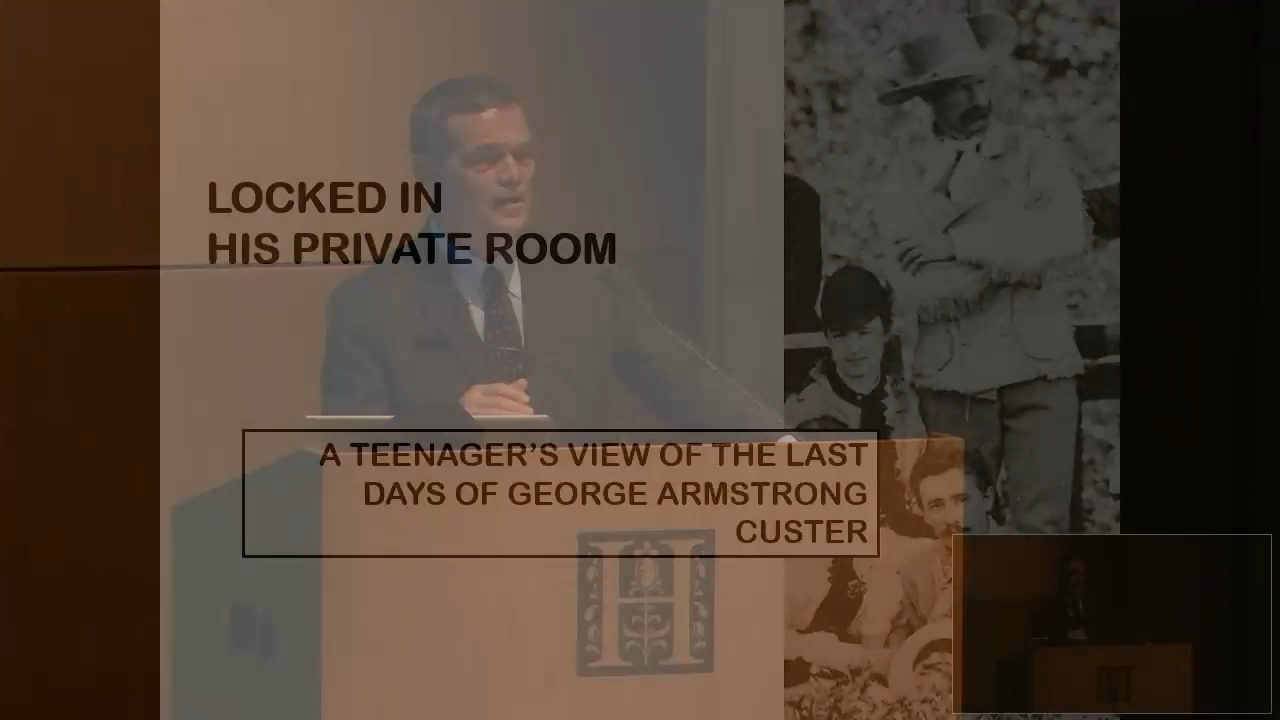 LOCKED IN
HIS PRIVATE ROOM
A TEENAGER’S VIEW OF THE LAST
DAYS OF GEORGE ARMSTRONG
CUSTER
H